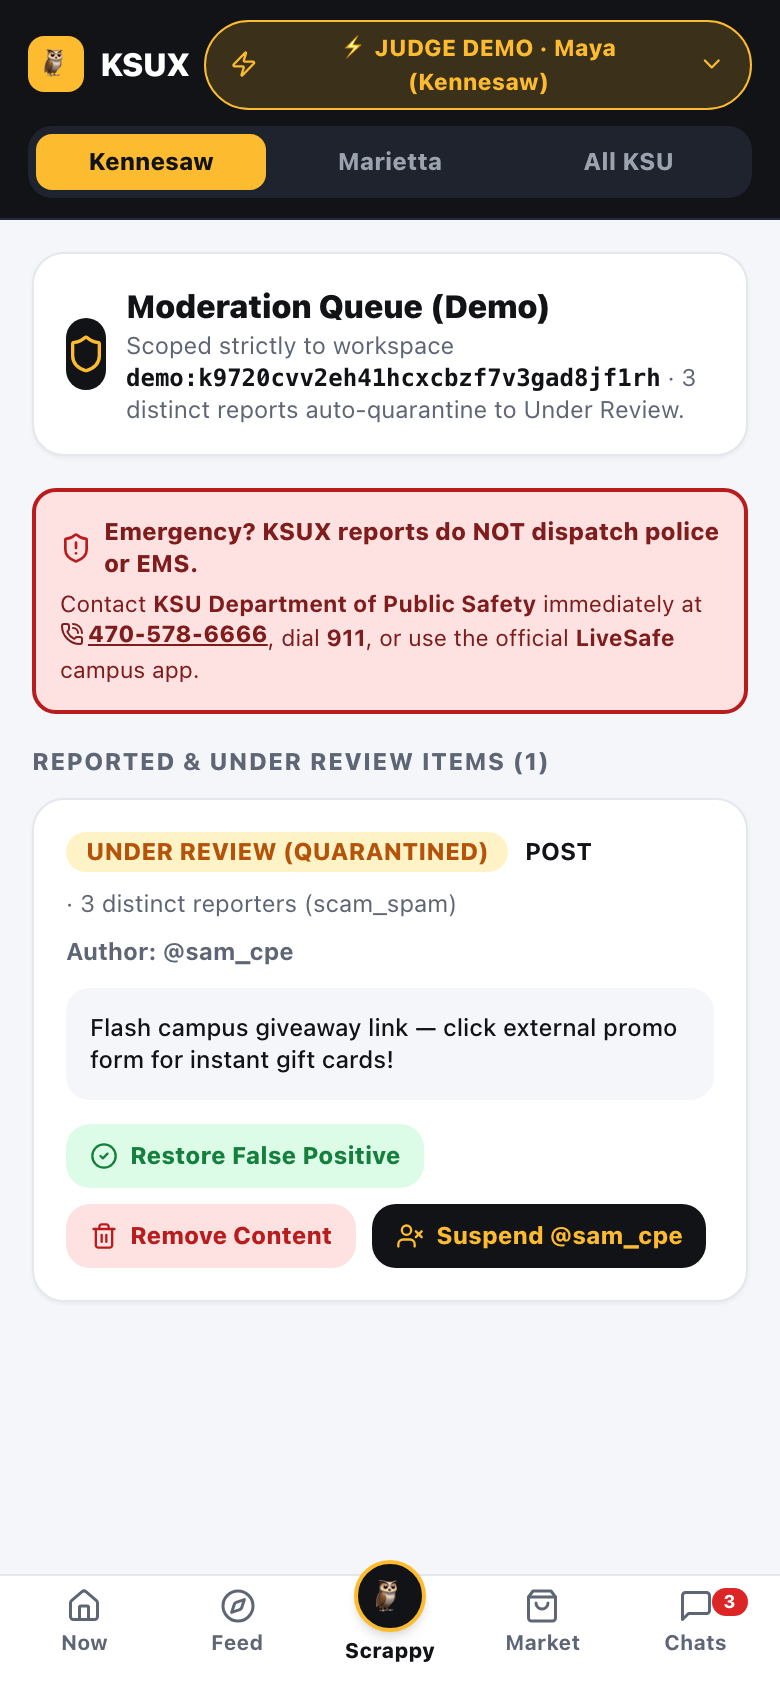 KSUX
⚡ JUDGE DEMO · Maya
(Kennesaw)
Kennesaw
Marietta
All KSU
Moderation Queue (Demo)
Scoped strictly to workspace
demo:k9720cvv2eh41hcxcbzf7v3gad8jf1rh · 3
distinct reports auto-quarantine to Under Review.
Emergency? KSUX reports do NOT dispatch police
or EMS.
Contact KSU Department of Public Safety immediately at
470-578-6666, dial 911, or use the official LiveSafe
campus app.
REPORTED & UNDER REVIEW ITEMS (1)
UNDER REVIEW (QUARANTINED) POST
· 3 distinct reporters (scam_spam)
Author: @sam_cpe
Flash campus giveaway link — click external promo
form for instant gift cards!
Restore False Positive
Remove Content
Suspend @sam_cpe
Now
Feed
Scrappy
Market
Chats
3